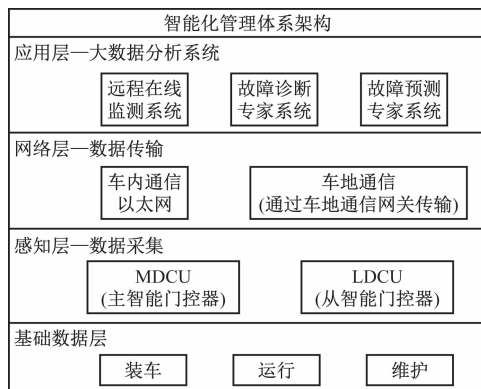 智能化管理体系架构
应用层—大数据分析系统
远程在线
监测系统
故障诊断
专家系统
故障预测
专家系统
网络层—数据传输
车内通信
以太网
车地通信
(通过车地通信网关传输)
感知层—数据采集
MDCU
(主智能门控器)
LDCU
(从智能门控器)
基础数据层
装车
运行
维护